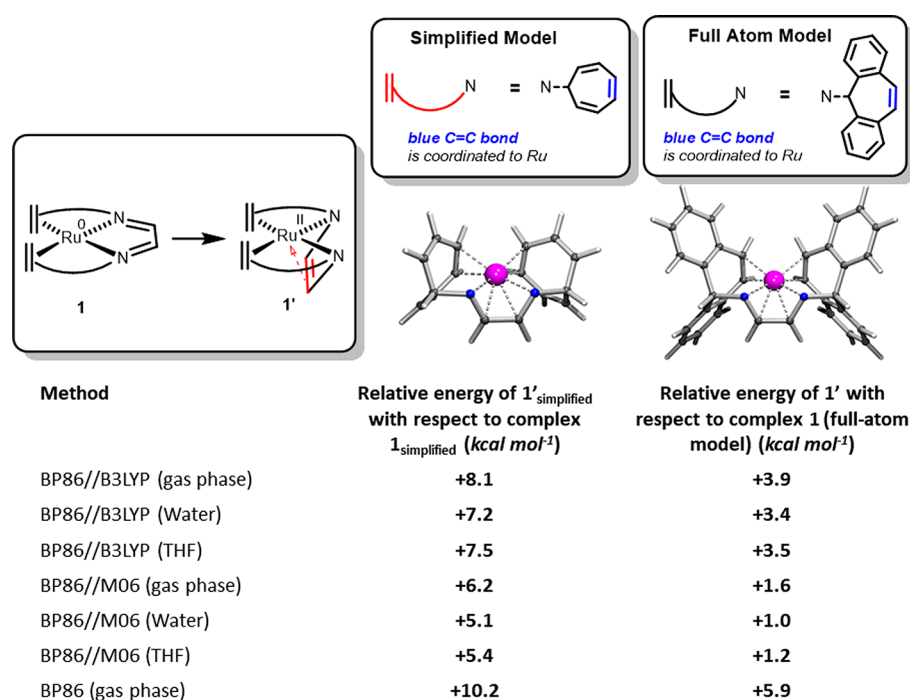 Simplified Model
N
=
N
blue C=C bond
is coordinated to Ru
Full Atom Model
N
=
N
blue C=C bond
is coordinated to Ru
N
0
Ru
N
1
N
II
Ru
N
1'
Method
Relative energy of 1'simplified
with respect to complex
1simplified (kcal mol-1)
Relative energy of 1' with
respect to complex 1 (full-atom
model) (kcal mol-1)
BP86//B3LYP (gas phase) +8.1 +3.9
BP86//B3LYP (Water) +7.2 +3.4
BP86//B3LYP (THF) +7.5 +3.5
BP86//M06 (gas phase) +6.2 +1.6
BP86//M06 (Water) +5.1 +1.0
BP86//M06 (THF) +5.4 +1.2
BP86 (gas phase) +10.2 +5.9